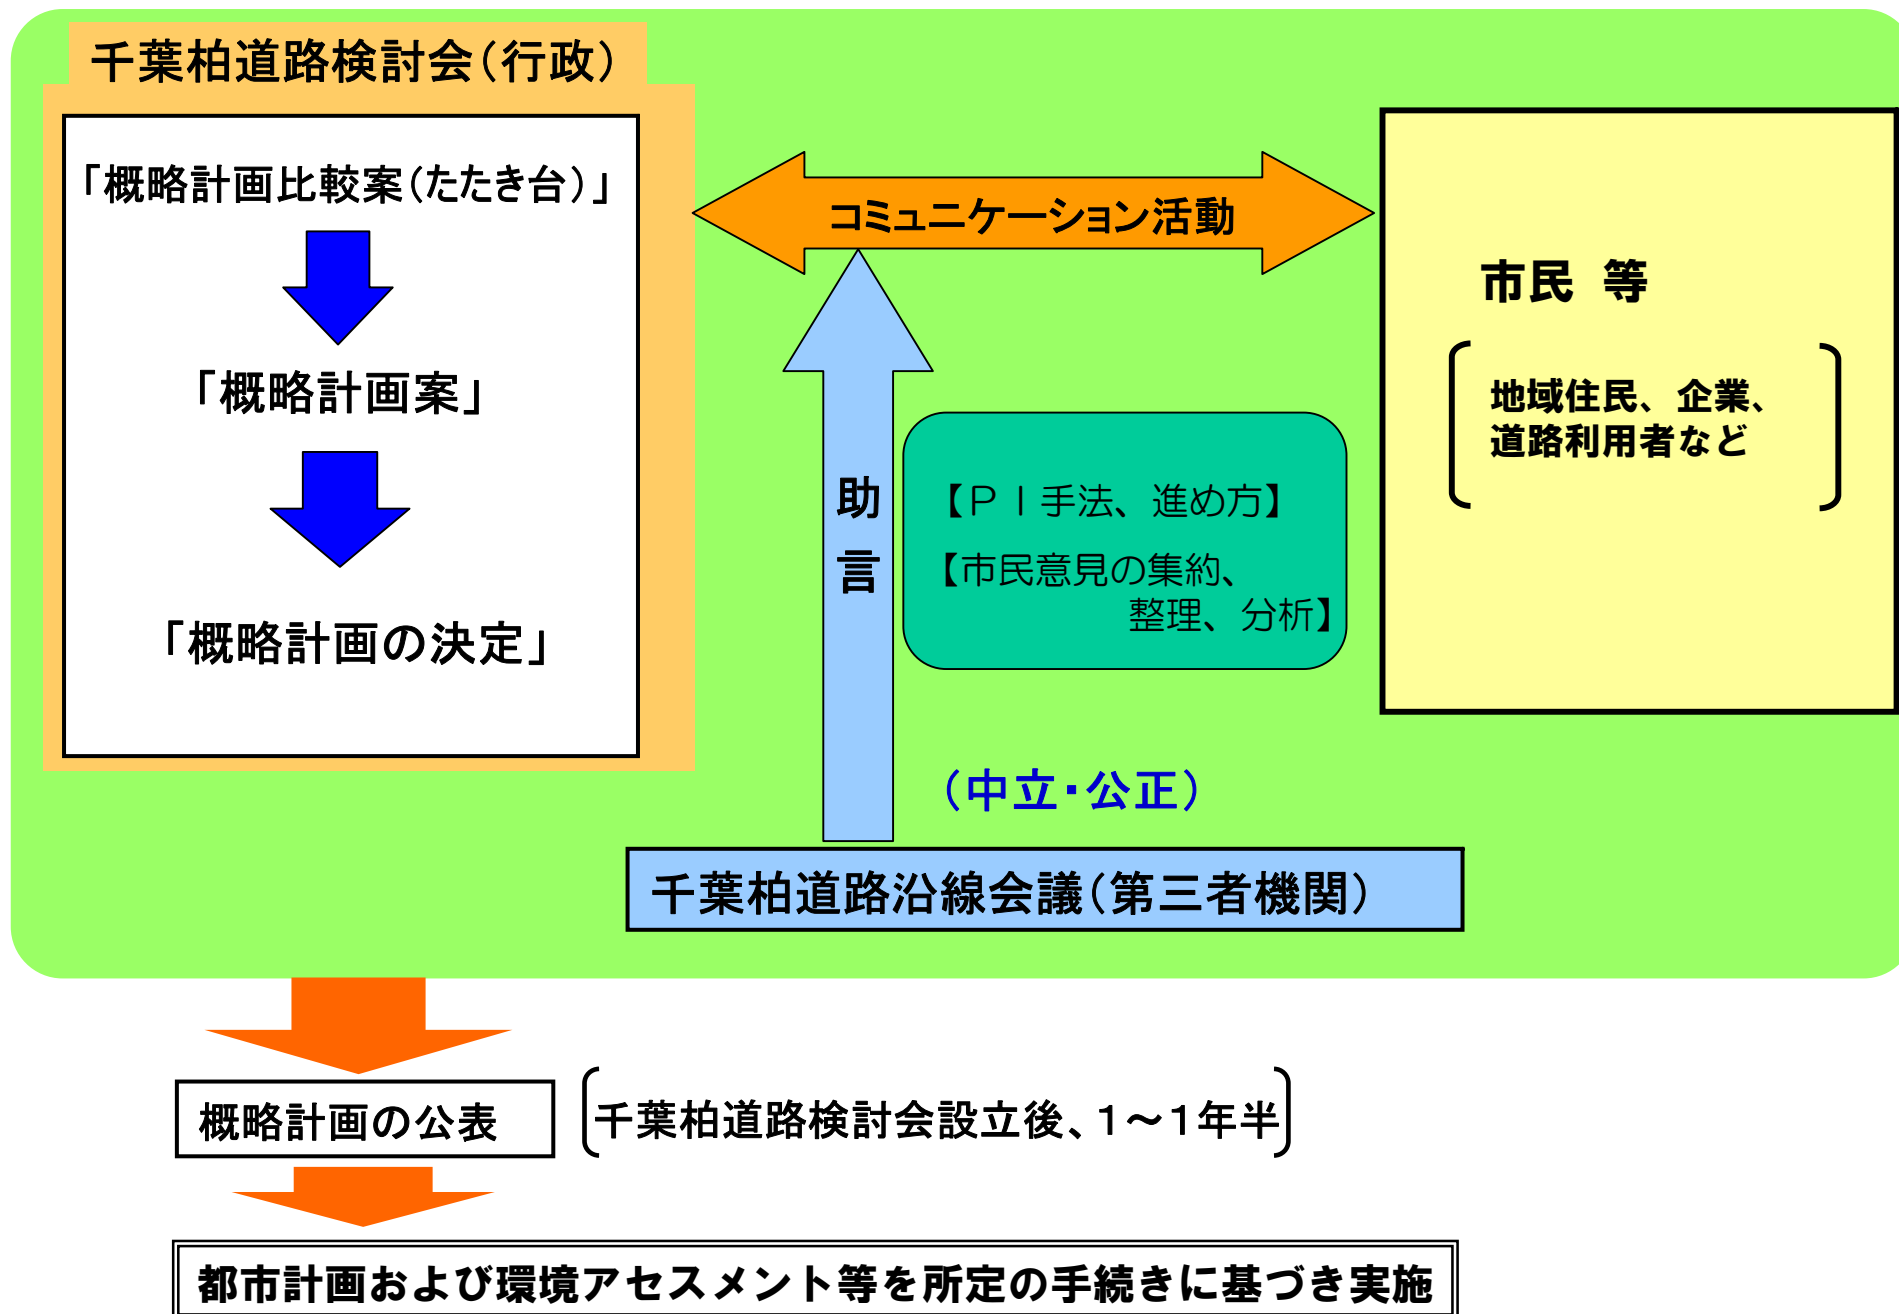 千葉柏道路検討会（行政）
「概略計画比較案（たたき台）」
「概略計画案」
「概略計画の決定」
コミュニケーション活動
市民 等
地域住民、企業、
道路利用者など
助
言
【ＰＩ手法、進め方】
【市民意見の集約、
整理、分析】
（中立・公正）
千葉柏道路沿線会議（第三者機関）
概略計画の公表
千葉柏道路検討会設立後、１～１年半
都市計画および環境アセスメント等を所定の手続きに基づき実施